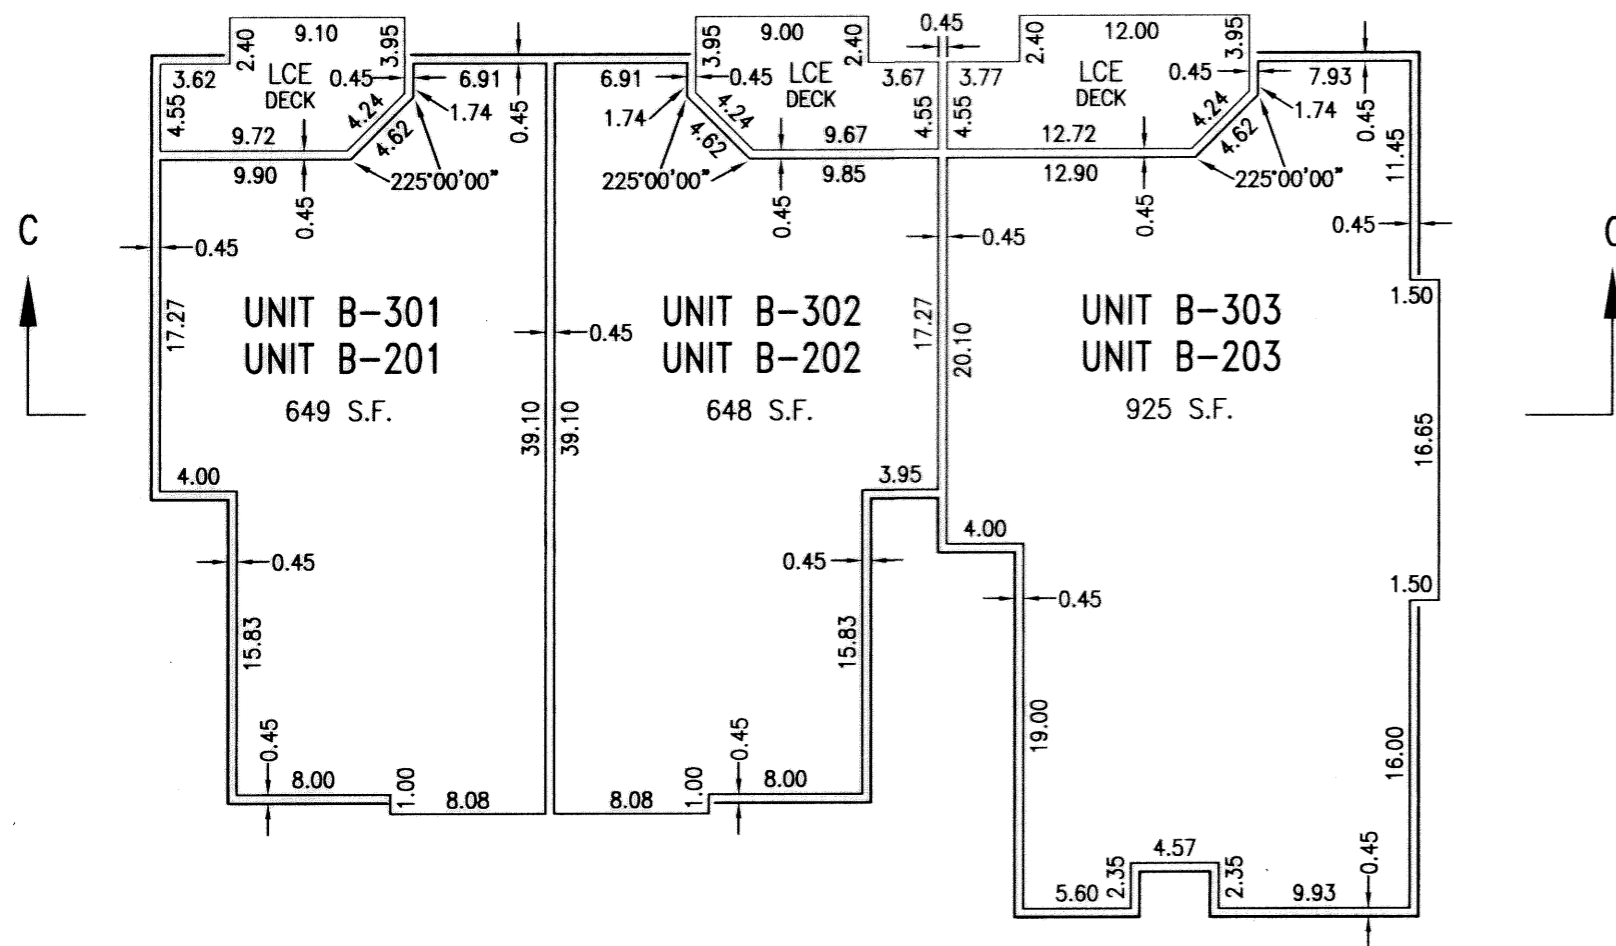 0.45
9.10 9.00 12.00
2.40 3.95 3.95 2.40 2.40 3.95
3.62 LCE 0.45 6.91 6.91 0.45 LCE 3.67 3.77 LCE 0.45 7.93
DECK DECK DECK
4.55 4.24 1.74 0.45 1.74 4.24 4.55 4.55 4.24 1.74 0.45
9.72 4.62 4.62 9.67 12.72 4.62 11.45
9.90 225°00'00" 225°00'00" 9.85 12.90 225°00'00"
0.45 0.45 0.45
C 0.45 0.45 0.45 C
17.27 UNIT B-301 UNIT B-302 17.27 UNIT B-303 1.50
0.45
UNIT B-201 UNIT B-202 20.10 UNIT B-203
649 S.F. 39.10 39.10 648 S.F. 925 S.F. 16.65
4.00 3.95
4.00
0.45 0.45 0.45 1.50
15.83 15.83
19.00 16.00
0.45 8.00 1.00 8.08 8.08 1.00 0.45 8.00
4.57 0.45
5.60 2.35 2.35 9.93